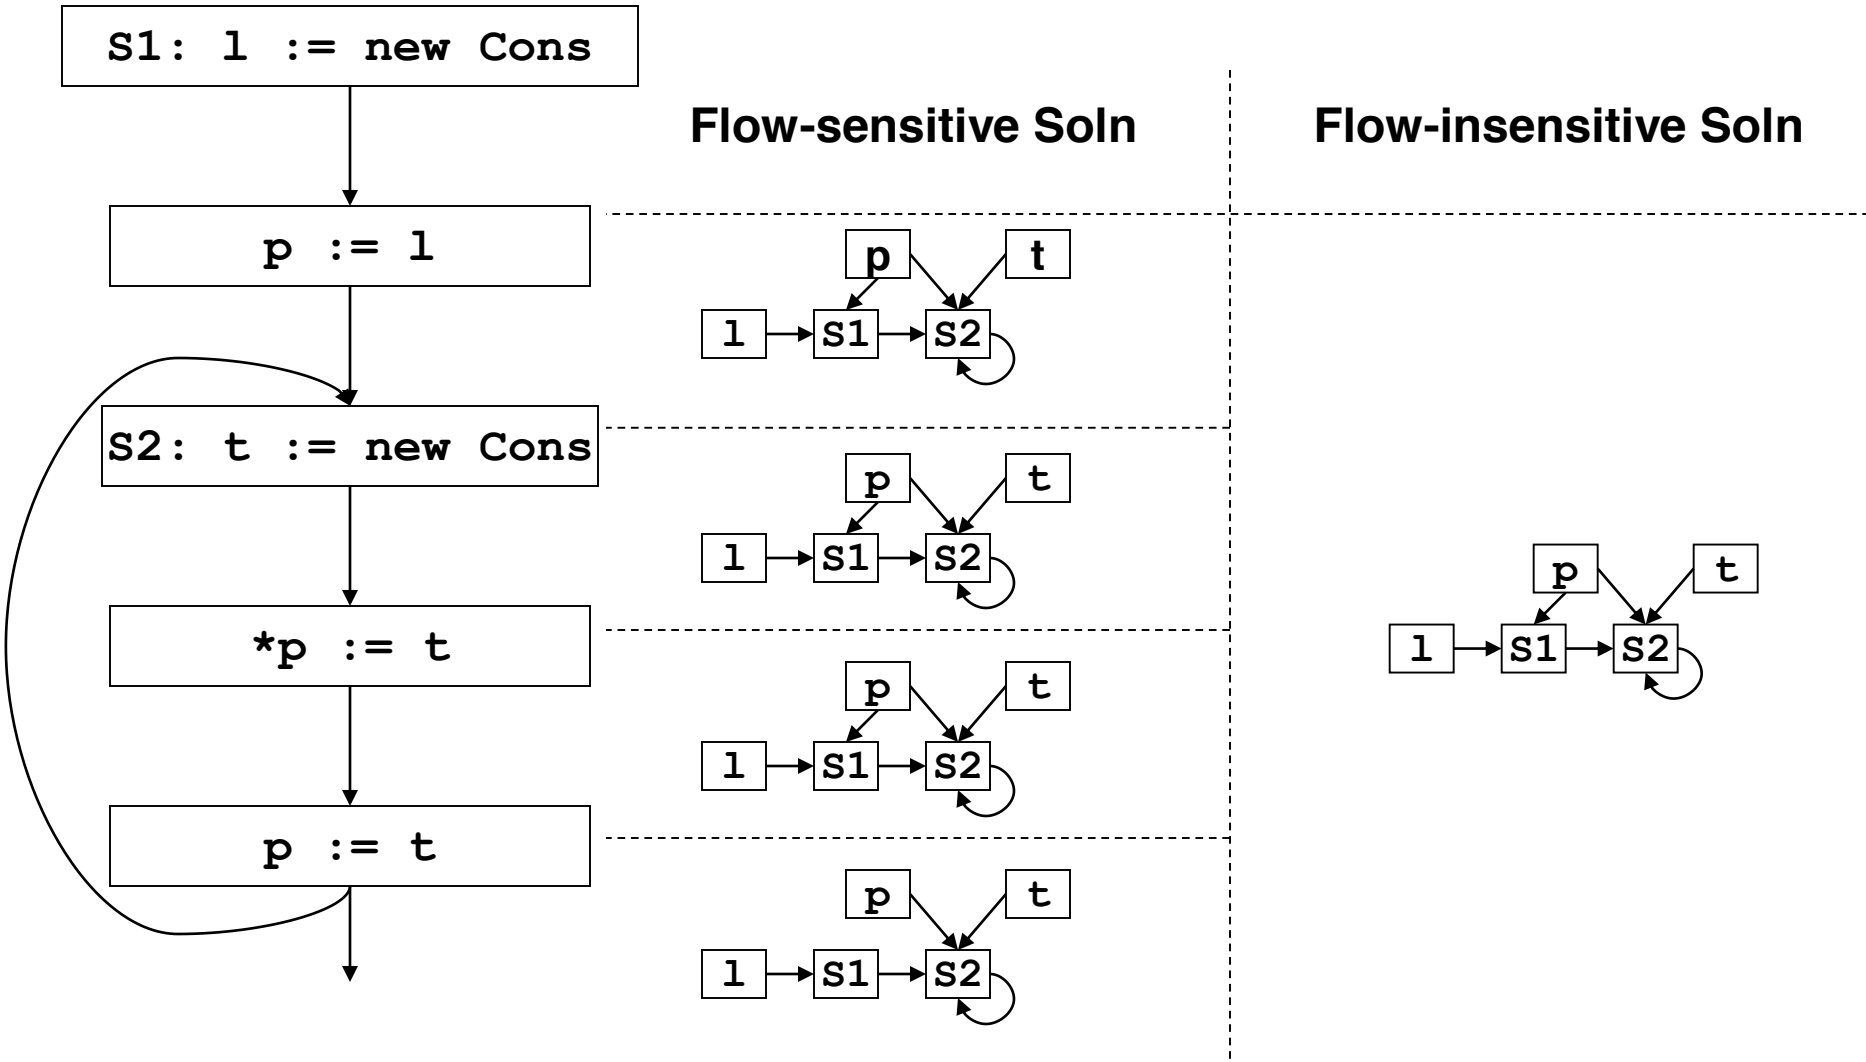 S1: l := new Cons
Flow-sensitive Soln
Flow-insensitive Soln
p := l
p t
l S1 S2
S2: t := new Cons
p t
l S1 S2
*p := t
p t
l S1 S2
p := t
p t
l S1 S2
p t
l S1 S2